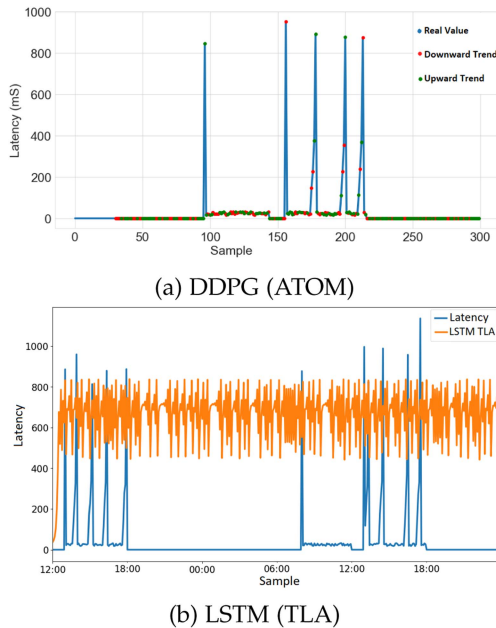 1000
800
600
400
200
0
Latency (mS)
Real Value
Downward Trend
Upward Trend
0 50 100 150 200 250 300
Sample
(a) DDPG (ATOM)
1000
800
600
400
200
0
Latency
Latency
LSTM TLA
12:00 18:00 00:00 06:00 12:00 18:00
Sample
(b) LSTM (TLA)